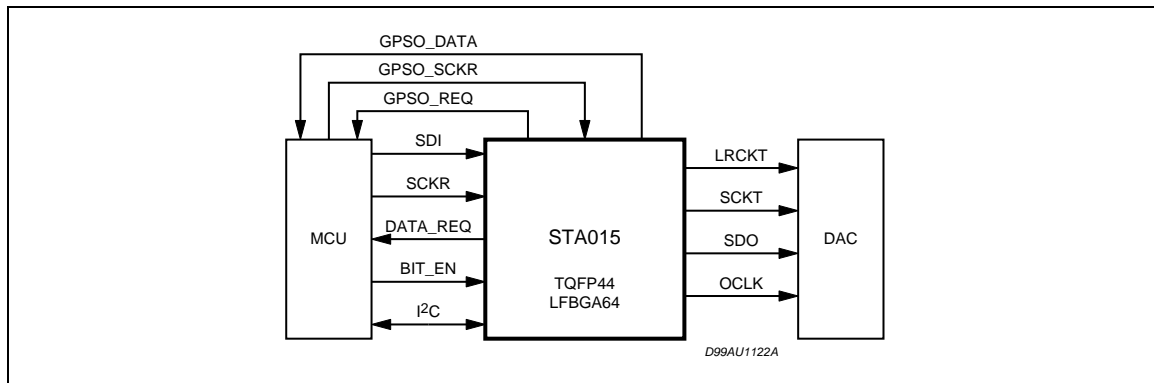 GPSO_DATA
GPSO_SCKR
GPSO_REQ
SDI
SCKR
DATA_REQ
BIT_EN
I²C
MCU
STA015
TQFP44
LFBGA64
LRCKT
SCKT
SDO
OCLK
DAC
D99AU1122A